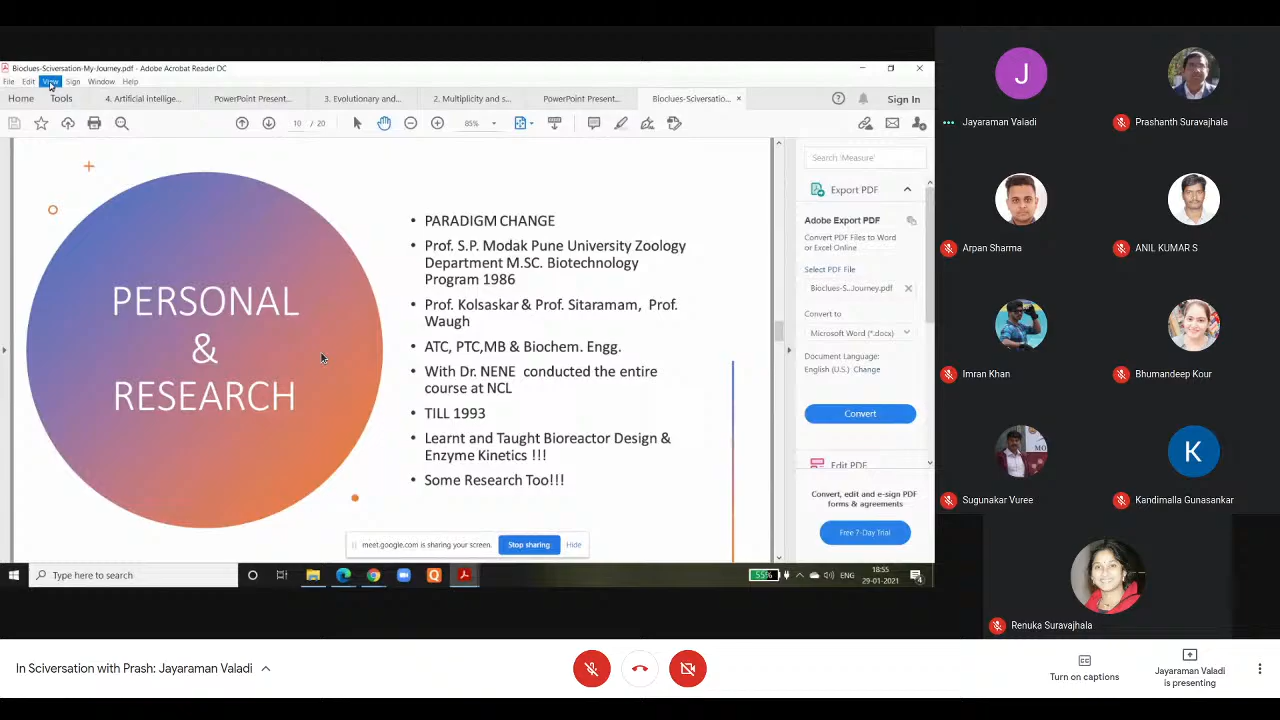 Bioclues-Sciversation-My-Journey.pdf - Adobe Acrobat Reader DC
File Edit View Sign Window Help
Home Tools 4. Artificial Intellige... PowerPoint Present... 3. Evolutionary and... 2. Multiplicity and s... PowerPoint Present... Bioclues-Sciversatio... × Sign In
10 / 20 85%
PERSONAL
&
RESEARCH
• PARADIGM CHANGE
• Prof. S.P. Modak Pune University Zoology
Department M.SC. Biotechnology
Program 1986
• Prof. Kolsaskar & Prof. Sitaramam, Prof.
Waugh
• ATC, PTC,MB & Biochem. Engg.
• With Dr. NENE conducted the entire
course at NCL
• TILL 1993
• Learnt and Taught Bioreactor Design &
Enzyme Kinetics !!!
• Some Research Too!!!
Search 'Measure'
Export PDF
Adobe Export PDF
Convert PDF Files to Word
or Excel Online
Select PDF File
Bioclues-S...Journey.pdf
Convert to
Microsoft Word (*.docx)
Document Language:
English (U.S.) Change
Convert
Edit PDF
Convert, edit and e-sign PDF
forms & agreements
Free 7-Day Trial
meet.google.com is sharing your screen. Stop sharing Hide
Type here to search
55%
ENG
18:55
29-01-2021
4
J
Jayaraman Valadi
Prashanth Suravajhala
Arpan Sharma
ANIL KUMAR S
Imran Khan
Bhumandeep Kour
MO
Sugunakar Vuree
K
Kandimalla Gunasankar
Renuka Suravajhala
In Sciversation with Prash: Jayaraman Valadi
Turn on captions
Jayaraman Valadi
is presenting